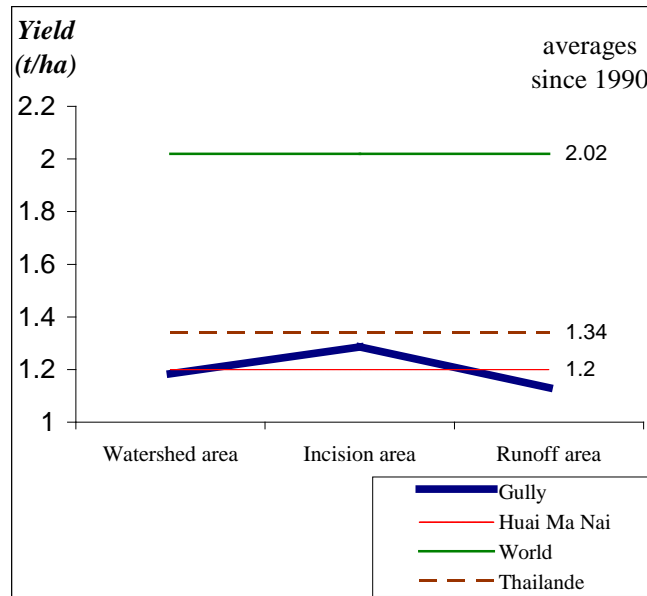 Yield
(t/ha)
averages
since 1990
2.2
2
1.8
1.6
1.4
1.2
1
2.02
1.34
1.2
Watershed area
Incision area
Runoff area
Gully
Huai Ma Nai
World
Thailande